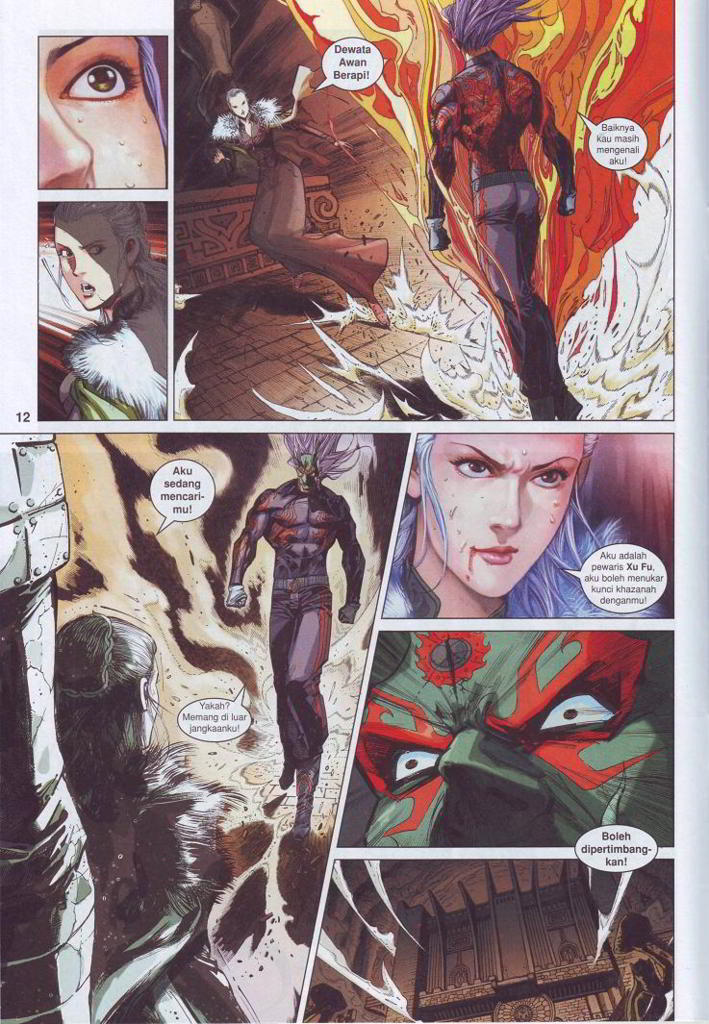 Dewata
Awan
Berapi!
Baiknya
kau masih
mengenali
aku!
12
Aku
sedang
mencari-
mu!
Yakah?
Memang di luar
jangkaanku!
Aku adalah
pewaris Xu Fu,
aku boleh menukar
kunci khazanah
denganmu!
Boleh
dipertimbang-
kan!